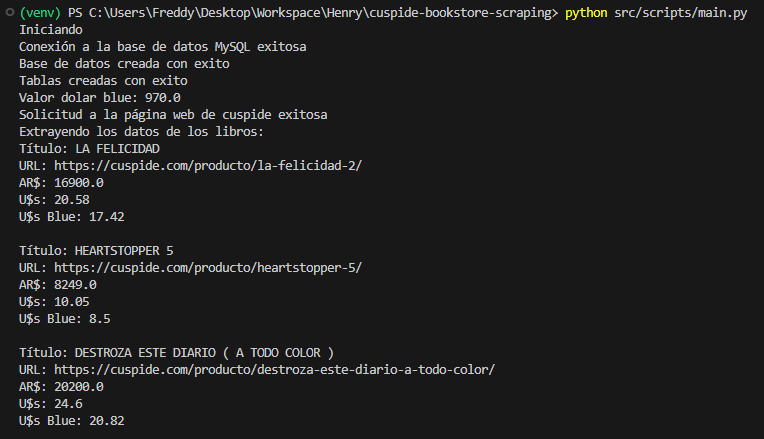 (venv) PS C:\Users\Freddy\Desktop\Workspace\Henry\cuspide-bookstore-scraping> python src/scripts/main.py
Iniciando
Conexión a la base de datos MySQL exitosa
Base de datos creada con exito
Tablas creadas con exito
Valor dolar blue: 970.0
Solicitud a la página web de cuspide exitosa
Extrayendo los datos de los libros:
Título: LA FELICIDAD
URL: https://cuspide.com/producto/la-felicidad-2/
AR$: 16900.0
U$s: 20.58
U$s Blue: 17.42
Título: HEARTSTOPPER 5
URL: https://cuspide.com/producto/heartstopper-5/
AR$: 8249.0
U$s: 10.05
U$s Blue: 8.5
Título: DESTROZA ESTE DIARIO ( A TODO COLOR )
URL: https://cuspide.com/producto/destroza-este-diario-a-todo-color/
AR$: 20200.0
U$s: 24.6
U$s Blue: 20.82